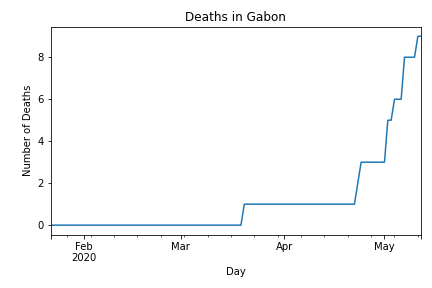 Deaths in Gabon
Number of Deaths
8
6
4
2
0
Feb
2020
Mar
Apr
May
Day